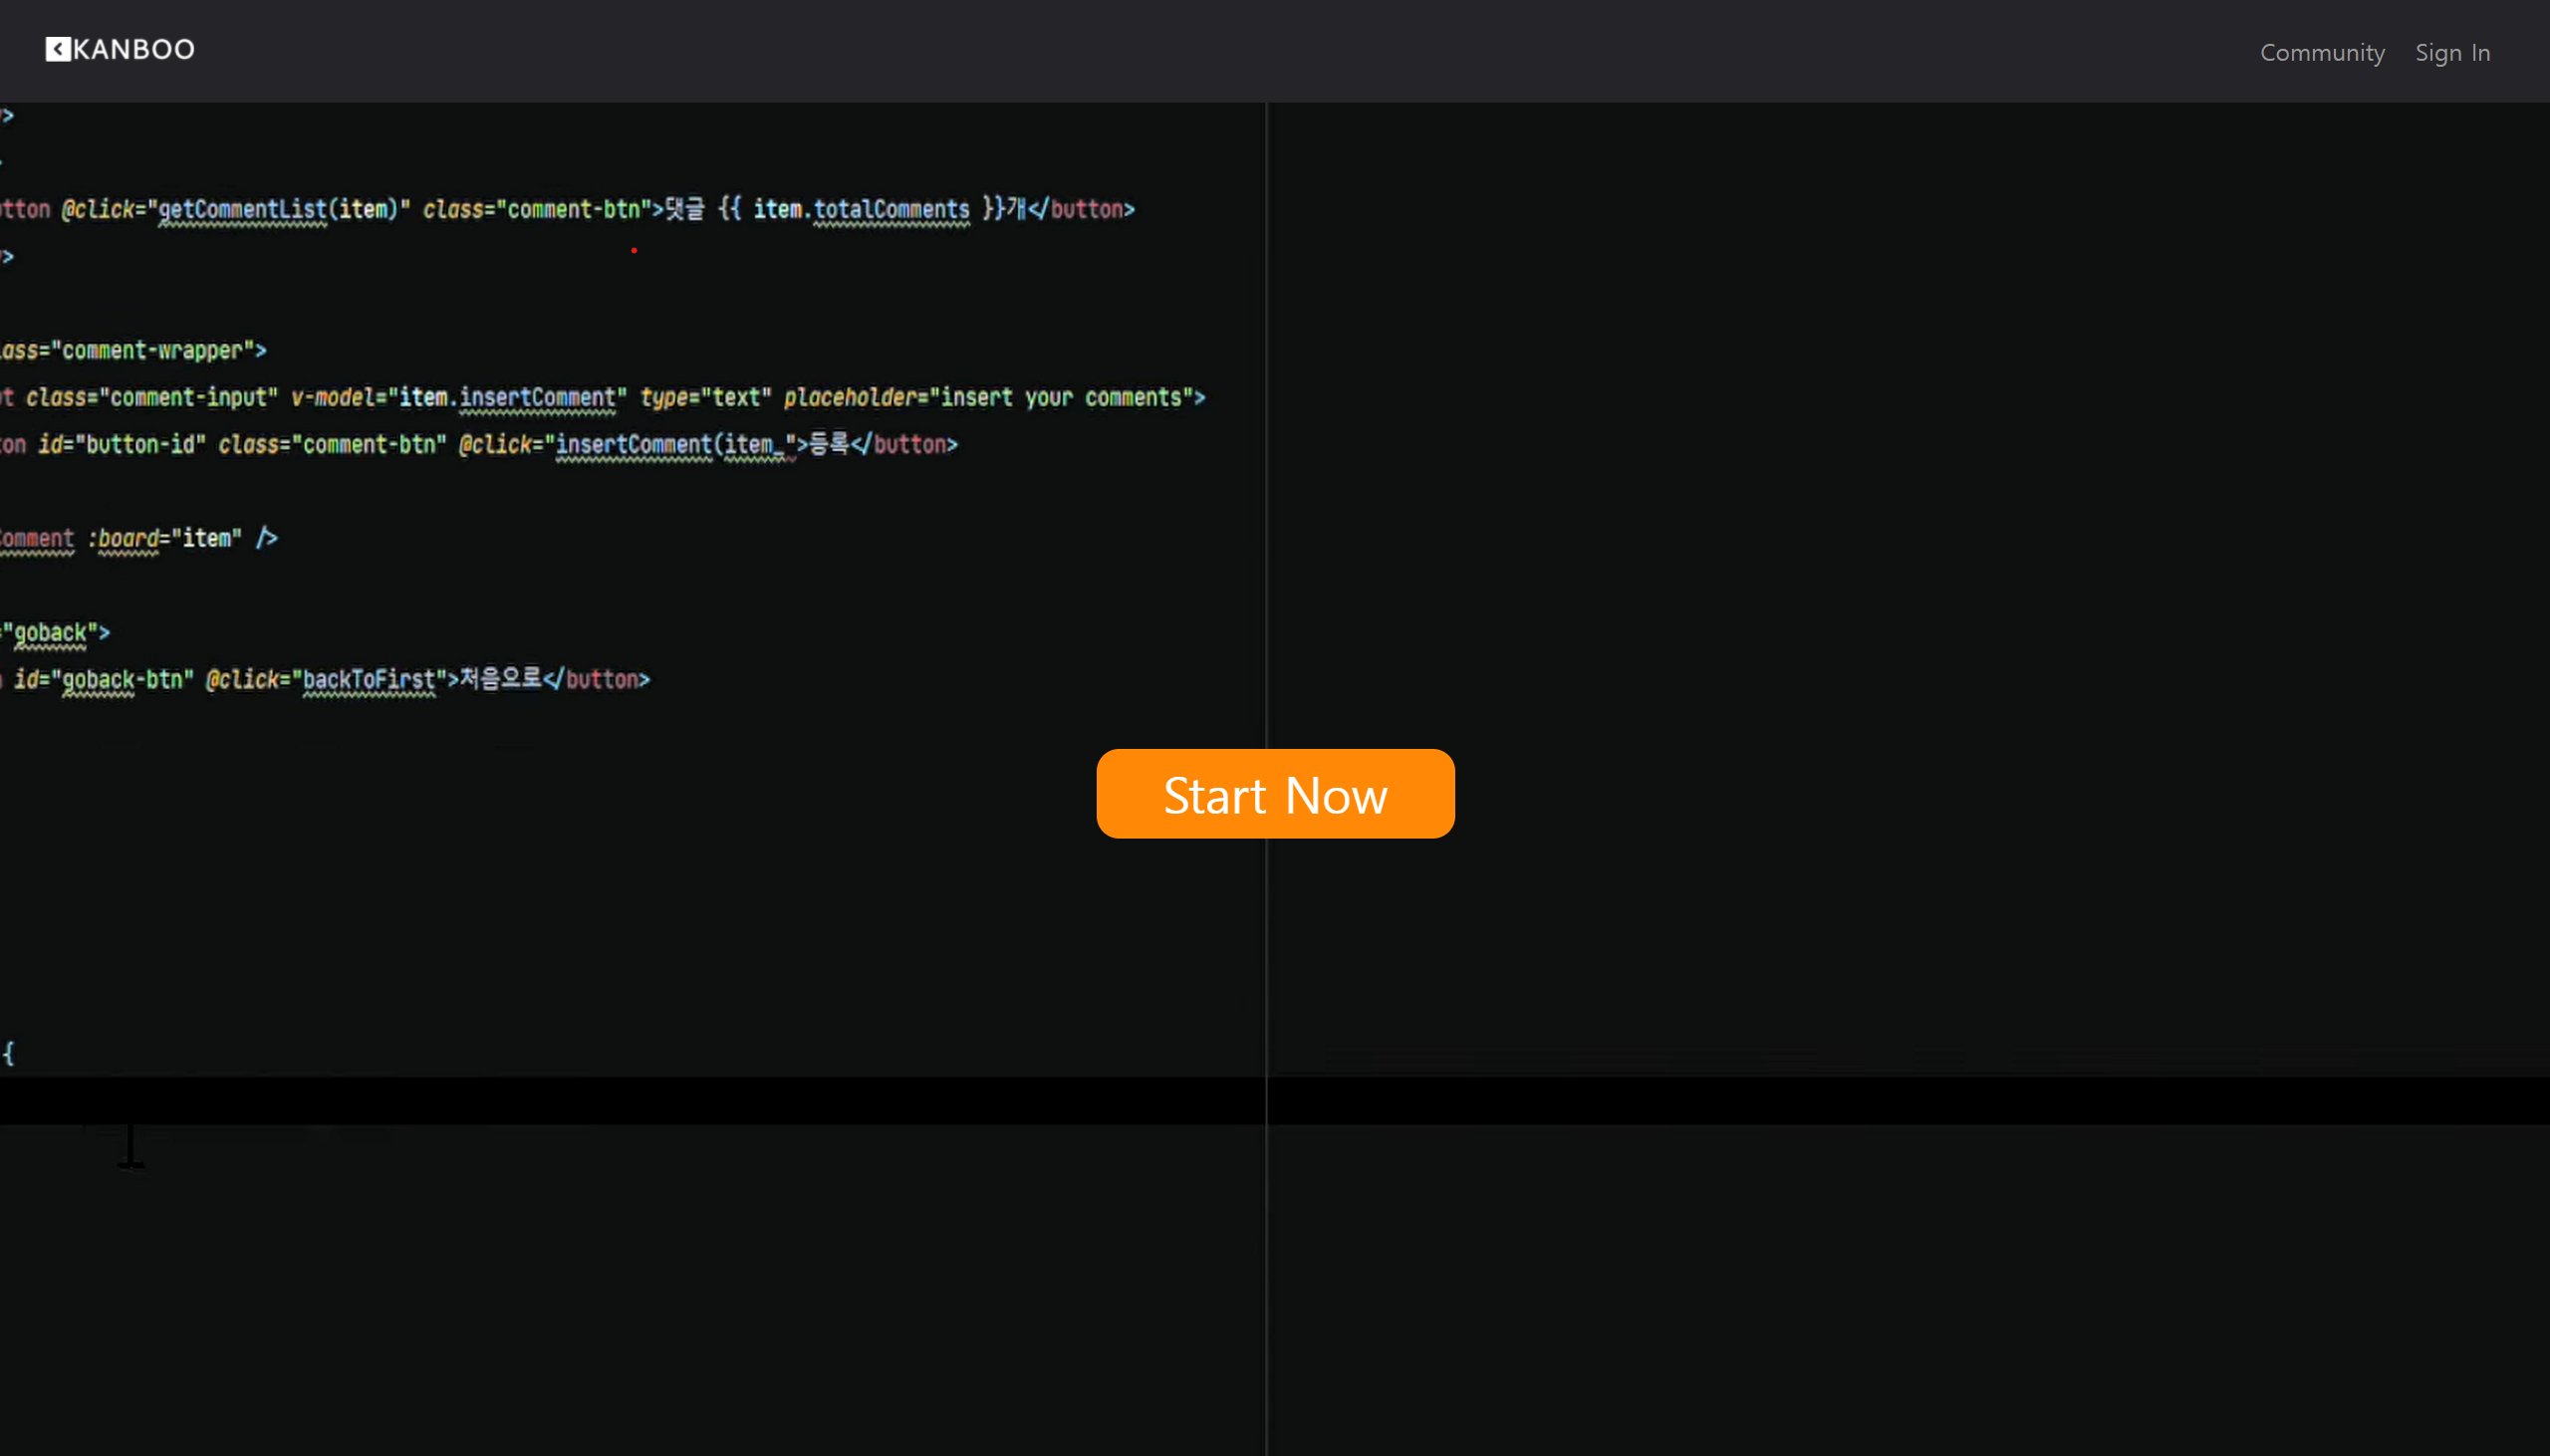 KANBOO
Community Sign In
>
tton @click="getCommentList(item)" class="comment-btn">댓글 {{ item.totalComments }}개</button>
>
ass="comment-wrapper">
t class="comment-input" v-model="item.insertComment" type="text" placeholder="insert your comments">
on id="button-id" class="comment-btn" @click="insertComment(item_">등록</button>
Comment :board="item" />
="goback">
id="goback-btn" @click="backToFirst">처음으로</button>
Start Now
{